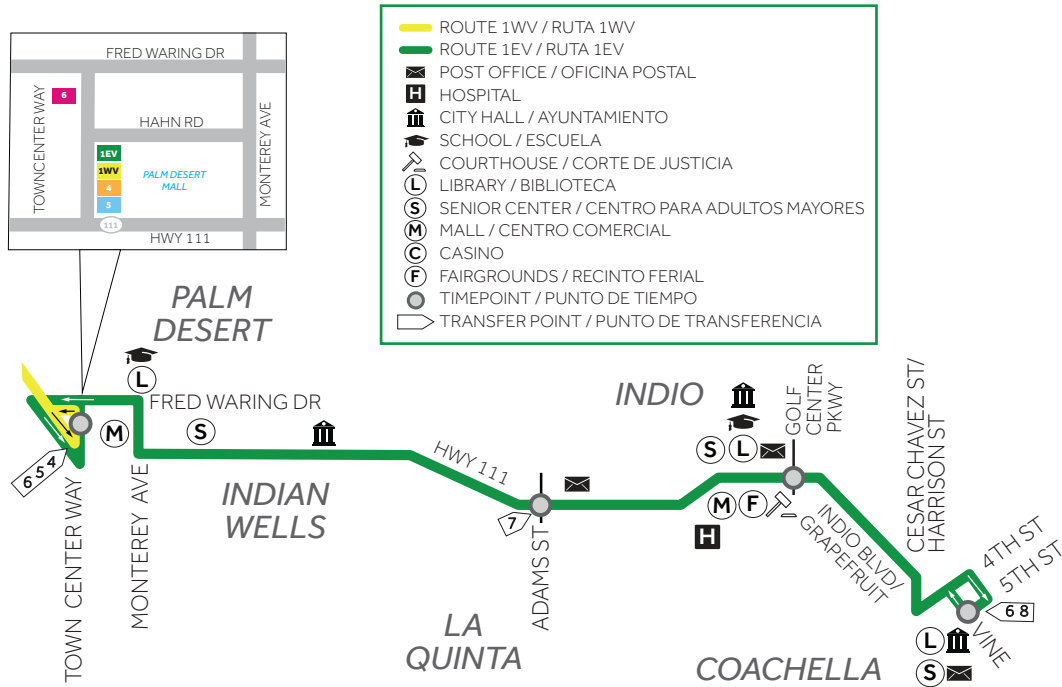 FRED WARING DR
TOWNCENTER WAY
6
HAHN RD
MONTEREY AVE
1EV
1WV
4
5
PALM DESERT
MALL
111
HWY 111
ROUTE 1WV / RUTA 1WV
ROUTE 1EV / RUTA 1EV
POST OFFICE / OFICINA POSTAL
H HOSPITAL
CITY HALL / AYUNTAMIENTO
SCHOOL / ESCUELA
COURTHOUSE / CORTE DE JUSTICIA
L LIBRARY / BIBLIOTECA
S SENIOR CENTER / CENTRO PARA ADULTOS MAYORES
M MALL / CENTRO COMERCIAL
C CASINO
F FAIRGROUNDS / RECINTO FERIAL
TIMEPOINT / PUNTO DE TIEMPO
TRANSFER POINT / PUNTO DE TRANSFERENCIA
PALM
DESERT
L
FRED WARING DR
M
S
6 5 4
TOWN CENTER WAY
MONTEREY AVE
INDIAN
WELLS
HWY 111
7
ADAMS ST
LA
QUINTA
INDIO
S
L
GOLF
CENTER
PKWY
M
F
H
INDIO BLVD/
GRAPEFRUIT
CESAR CHAVEZ ST/
HARRISON ST
4TH ST
5TH ST
6 8
VINE
L
S
COACHELLA